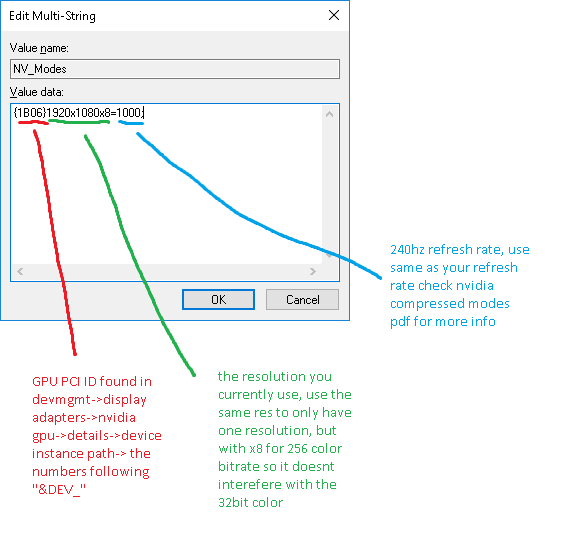 Edit Multi-String
Value name:
NV_Modes
Value data:
{1B06}1920x1080x8=1000;
OK
Cancel
240hz refresh rate, use
same as your refresh
rate check nvidia
compressed modes
pdf for more info
GPU PCI ID found in
devmgmt->display
adapters->nvidia
gpu->details->device
instance path-> the
numbers following
"&DEV_"
the resolution you
currently use, use the
same res to only have
one resolution, but
with x8 for 256 color
bitrate so it doesnt
interefere with the
32bit color